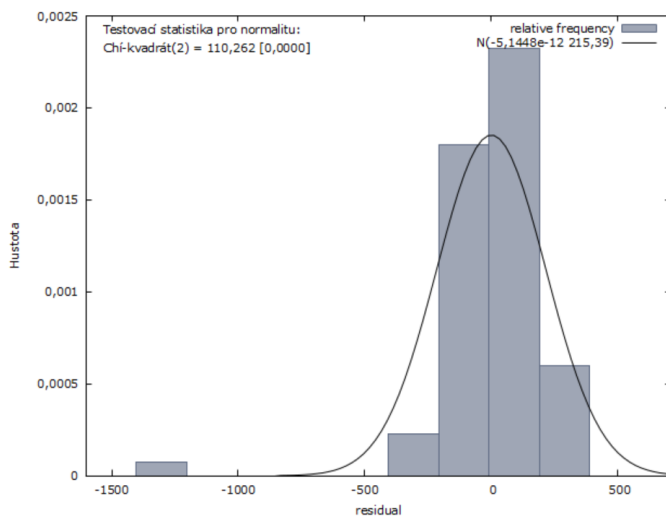 0,0025
Testovací statistika pro normalitu:
Chí-kvadrát(2) = 110,262 [0,0000]
relative frequency
N(-5,1448e-12 215,39)
0,002
0,0015
Hustota
0,001
0,0005
0
-1500
-1000
-500
0
500
residual